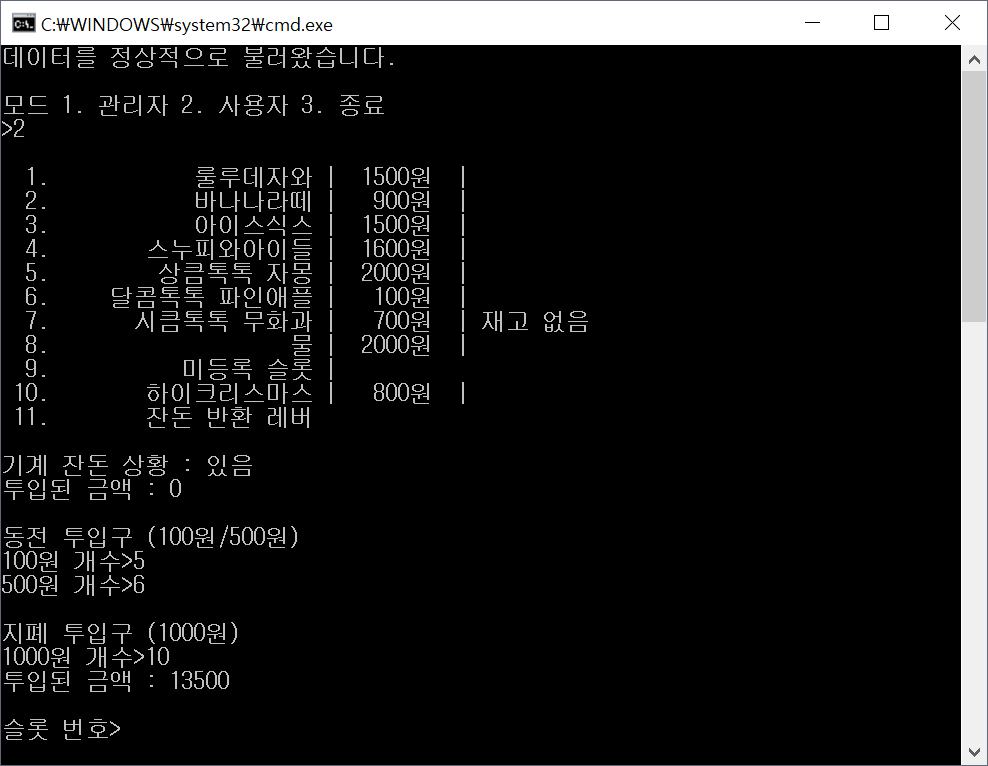 C:₩WINDOWS₩system32₩cmd.exe
데이터를 정상적으로 불러왔습니다.
모드 1. 관리자 2. 사용자 3. 종료
>2
1. 룰루데자와 | 1500원 |
2. 바나나라떼 | 900원 |
3. 아이스식스 | 1500원 |
4. 스누피와아이들 | 1600원 |
5. 상큼톡톡 자몽 | 2000원 |
6. 달콤톡톡 파인애플 | 100원 |
7. 시큼톡톡 무화과 | 700원 | 재고 없음
8. 물 | 2000원 |
9. 미등록 슬롯 |
10. 하이크리스마스 | 800원 |
11. 잔돈 반환 레버
기계 잔돈 상황 : 있음
투입된 금액 : 0
동전 투입구 (100원/500원)
100원 개수>5
500원 개수>6
지폐 투입구 (1000원)
1000원 개수>10
투입된 금액 : 13500
슬롯 번호>